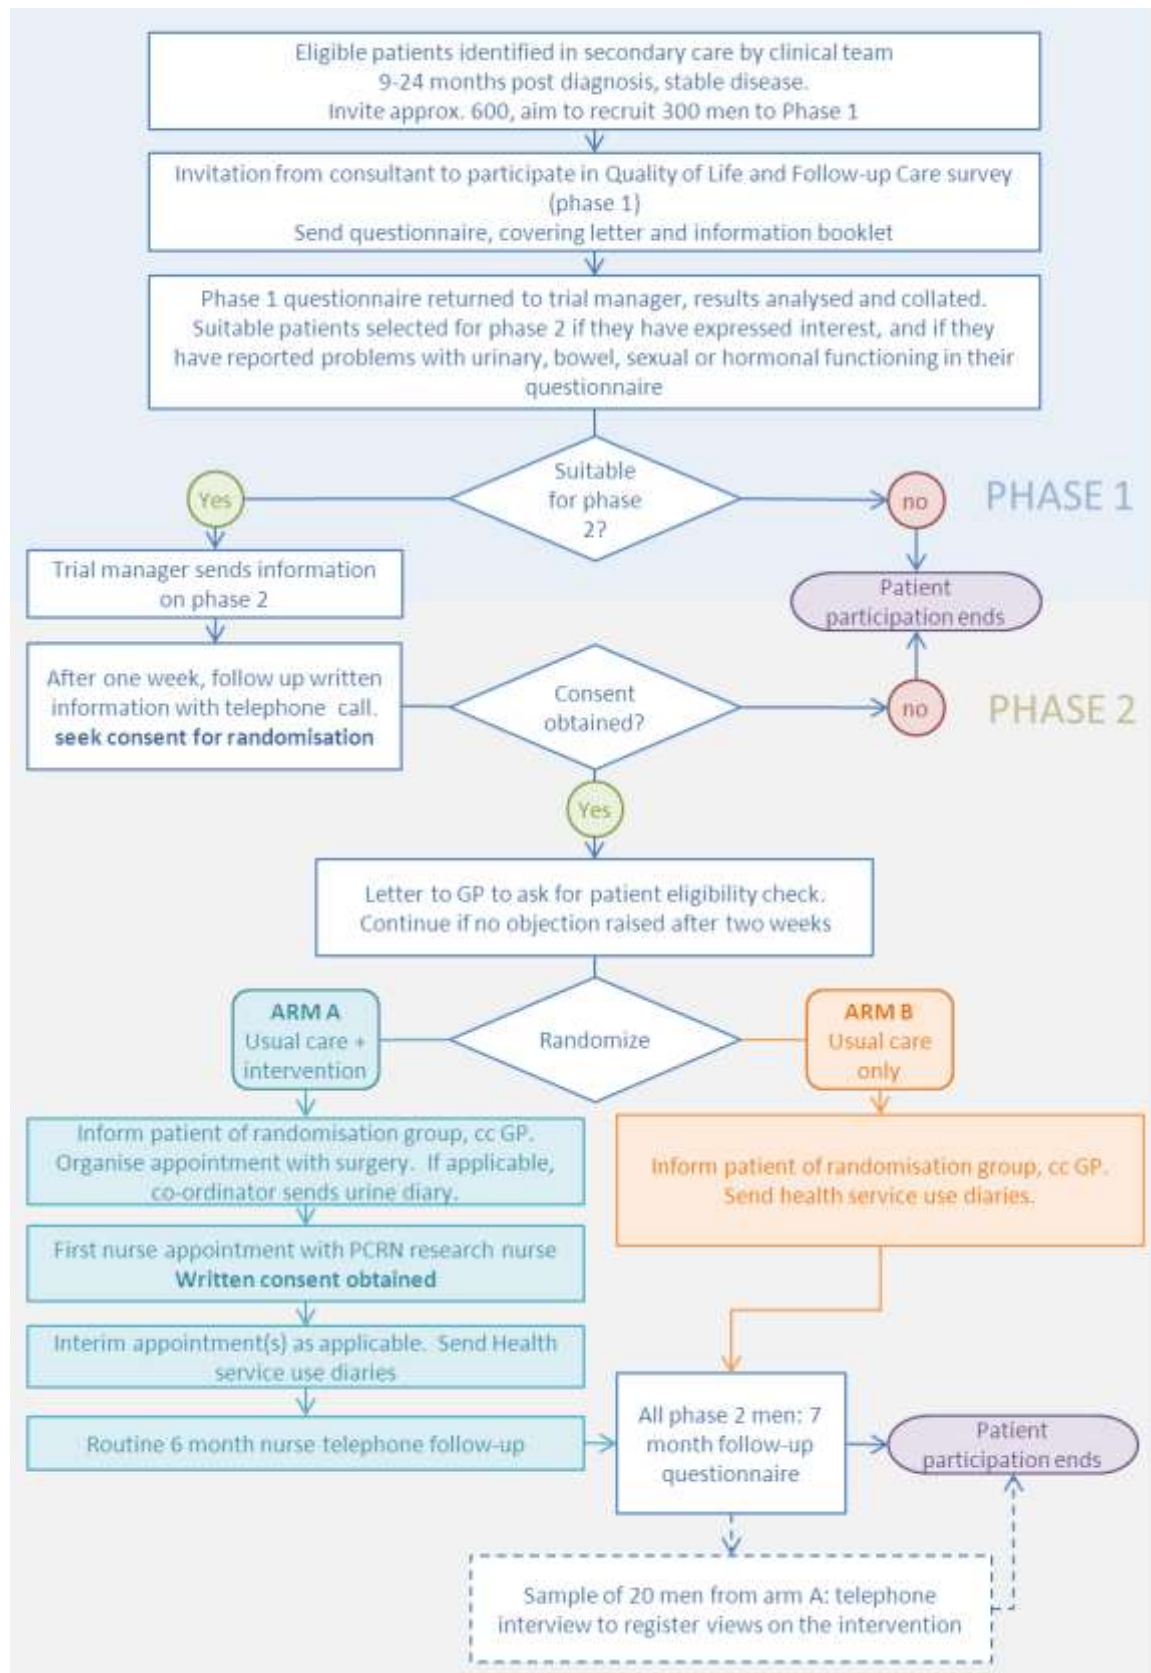 Eligible patients identified in secondary care by clinical team
9-24 months post diagnosis, stable disease.
Invite approx. 600, aim to recruit 300 men to Phase 1
Invitation from consultant to participate in Quality of Life and Follow-up Care survey
(phase 1)
Send questionnaire, covering letter and information booklet
Phase 1 questionnaire returned to trial manager, results analysed and collated.
Suitable patients selected for phase 2 if they have expressed interest, and if they
have reported problems with urinary, bowel, sexual or hormonal functioning in their
questionnaire
Suitable
for phase
2?
Yes
no
PHASE 1
Trial manager sends information
on phase 2
Patient
participation ends
After one week, follow up written
information with telephone call.
seek consent for randomisation
Consent
obtained?
no
PHASE 2
Yes
Letter to GP to ask for patient eligibility check.
Continue if no objection raised after two weeks
ARM A
Usual care +
intervention
Randomize
ARM B
Usual care
only
Inform patient of randomisation group, cc GP.
Organise appointment with surgery. If applicable,
co-ordinator sends urine diary.
Inform patient of randomisation group, cc GP.
Send health service use diaries.
First nurse appointment with PCRN research nurse
Written consent obtained
Interim appointment(s) as applicable. Send Health
service use diaries
Routine 6 month nurse telephone follow-up
All phase 2 men: 7
month follow-up
questionnaire
Patient
participation ends
Sample of 20 men from arm A: telephone
interview to register views on the intervention